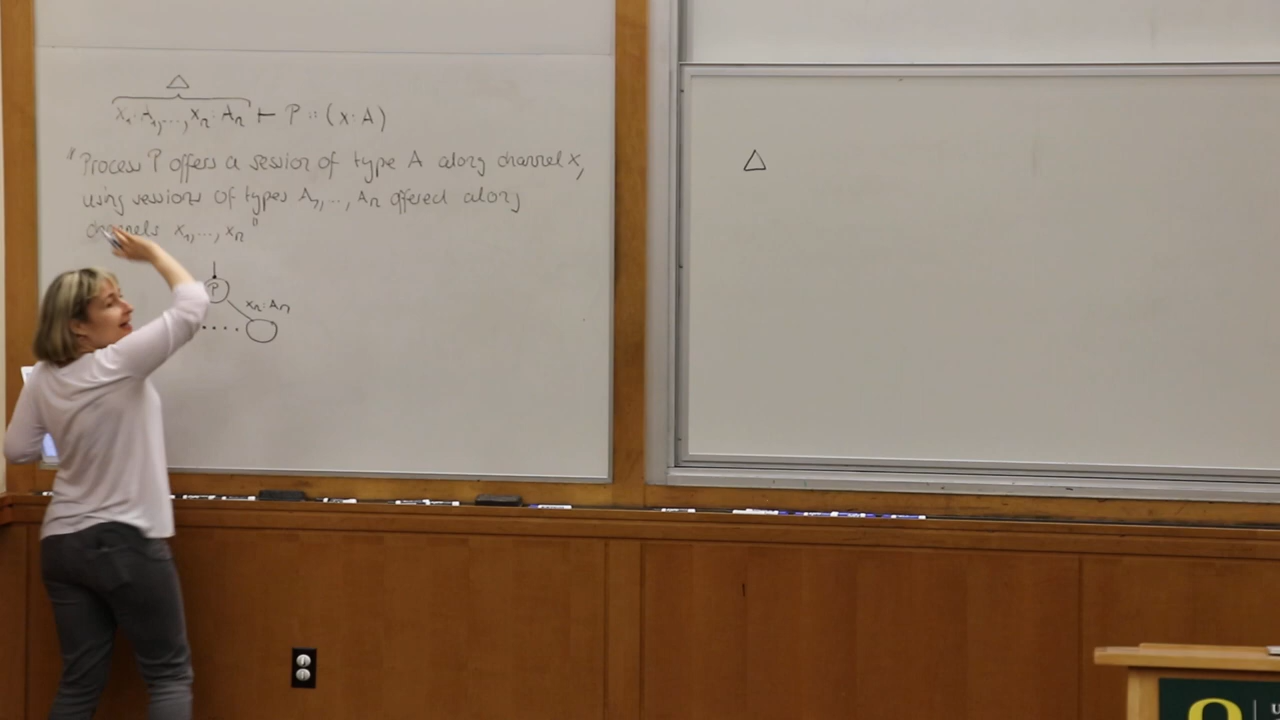 △
x₁:A₁,...,xₙ:Aₙ ⊢ P :: (x:A)
"Process P offers a session of type A along channel x,
using sessions of types A₁,..,Aₙ offered along
channels x₁,...,xₙ"
P
xₙ:Aₙ
....
△
O